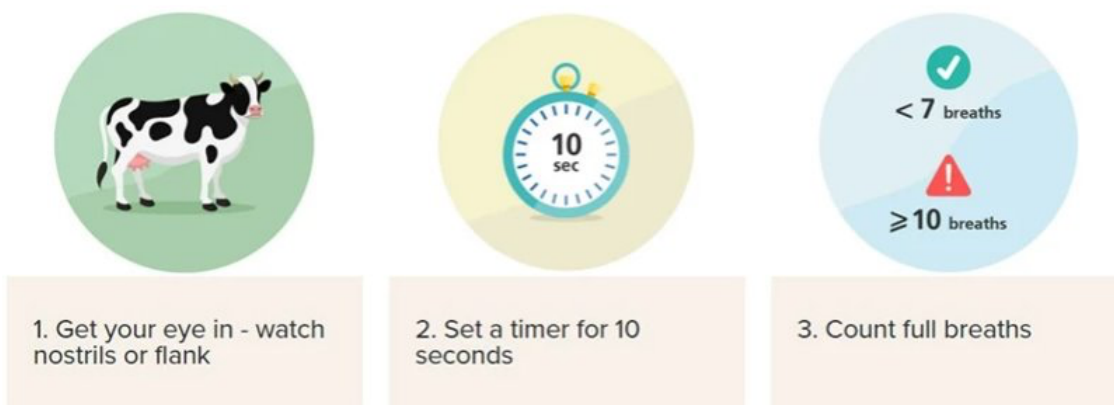 10
sec
< 7 breaths
⩾ 10 breaths
1. Get your eye in - watch
nostrils or flank
2. Set a timer for 10
seconds
3. Count full breaths